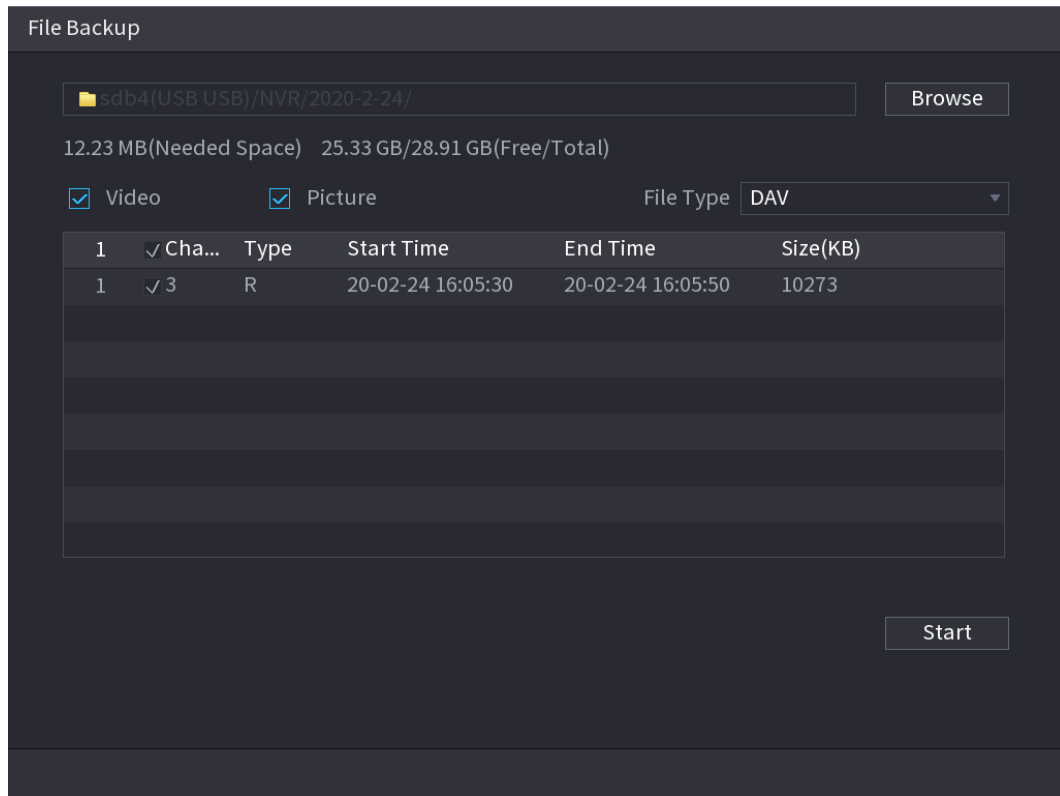 File Backup
sdb4(USB USB)/NVR/2020-2-24/ Browse
12.23 MB(Needed Space) 25.33 GB/28.91 GB(Free/Total)
Video Picture File Type DAV
1 Cha... Type Start Time End Time Size(KB)
1 3 R 20-02-24 16:05:30 20-02-24 16:05:50 10273
Start